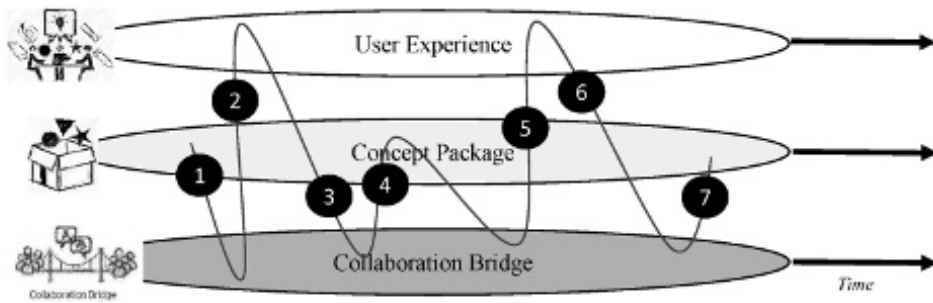 User Experience
2
6
5
Concept Package
1
4
3
7
Collaboration Bridge
Time
Collaboration Bridge